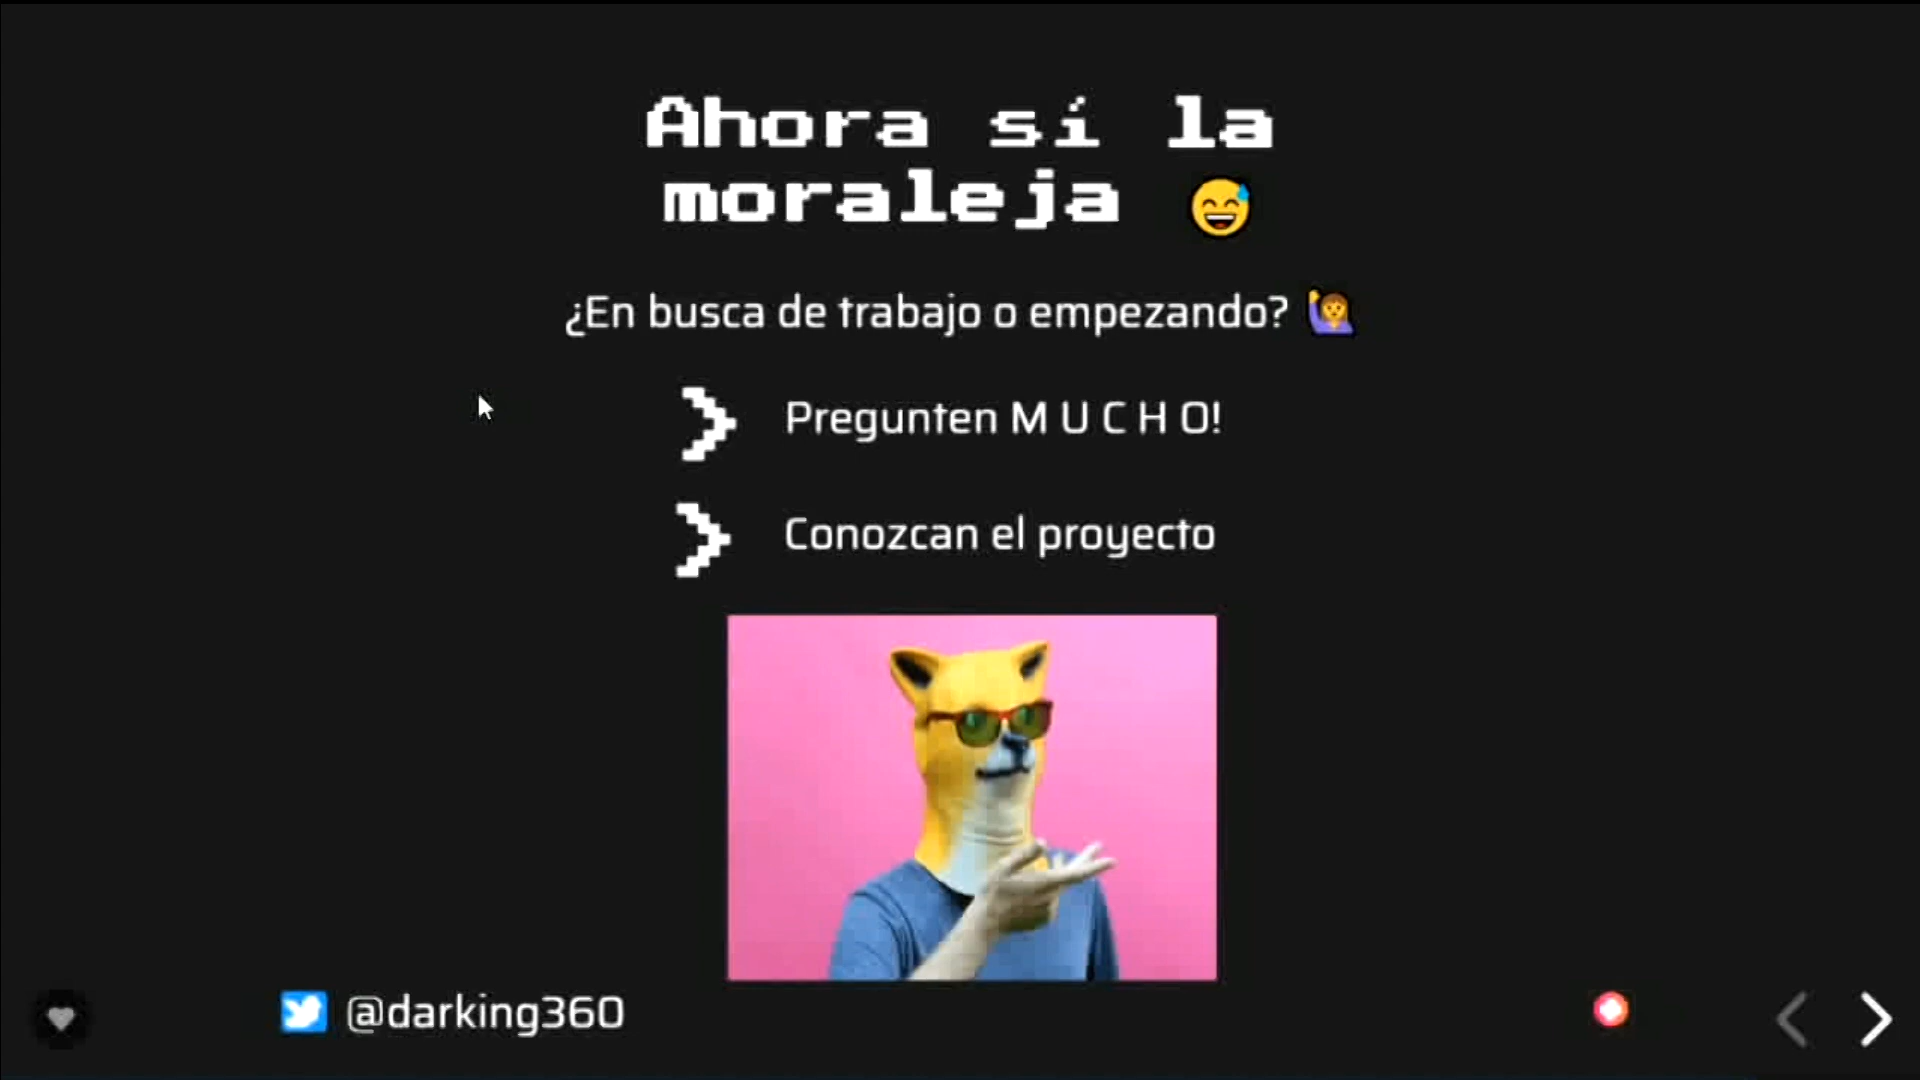 Ahora sí la
moraleja 😅
¿En busca de trabajo o empezando? 🙋‍♀️
Pregunten M U C H O!
Conozcan el proyecto
@darking360